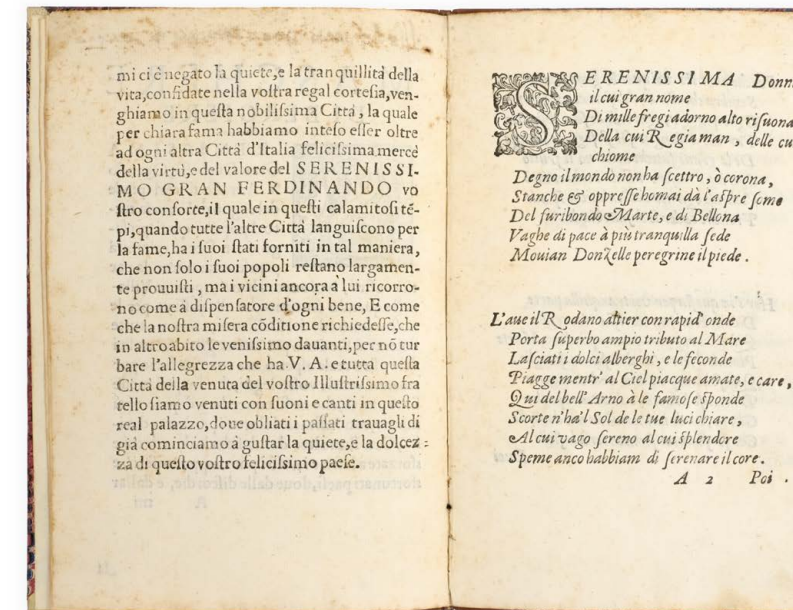 mi ci è negato la quiete, e la tranquillità della
vita, confidate nella vostra regal cortesia, ven-
ghiamo in questa nobilissima Città, la quale
per chiara fama habbiamo inteso esser oltre
ad ogni altra Città d'Italia felicissima mercè
della virtù, e del valore del SERENISSI-
MO GRAN FERDINANDO vo
stro consorte, il quale in questi calamitosi tē-
pi, quando tutte l'altre Città languiscono per
la fame, ha i suoi stati forniti in tal maniera,
che non solo i suoi popoli restano largamen-
te prouuisti, ma i vicini ancora a lui ricorro-
no come à dispensatore d'ogni bene, E come
che la nostra misera cōditione richiedesse, che
in altro abito le venissimo dauanti, per nō tur
bare l'allegrezza che ha V. A. e tutta questa
Città della venuta del vostro Illustrissimo fra
tello siamo venuti con suoni e canti in questo
real palazzo, doue obliati i passati trauagli di
già cominciamo à gustar la quiete, e la dolcez
za di questo vostro felicissimo paese.
SERENISSIMA Donn
il cui gran nome
Di mille fregi adorno alto risuona
Della cui Regia man, delle cu
chiome
Degno il mondo non ha scettro, ò corona,
Stanche & oppresse homai dà l'aspre some
Del furibondo Marte, e di Bellona
Vaghe di pace à più tranquilla sede
Mouian Donzelle peregrine il piede.
L'aue il Rodano altier con rapid' onde
Porta superbo ampio tributo al Mare
Lasciati i dolci alberghi, e le feconde
Piagge mentr' al Ciel piacque amate, e care,
Qui del bell' Arno à le famose sponde
Scorte n'ha'l Sol de le tue luci chiare,
Al cui vago sereno al cui splendore
Speme anco habbiam di serenare il core.
A 2 Poi